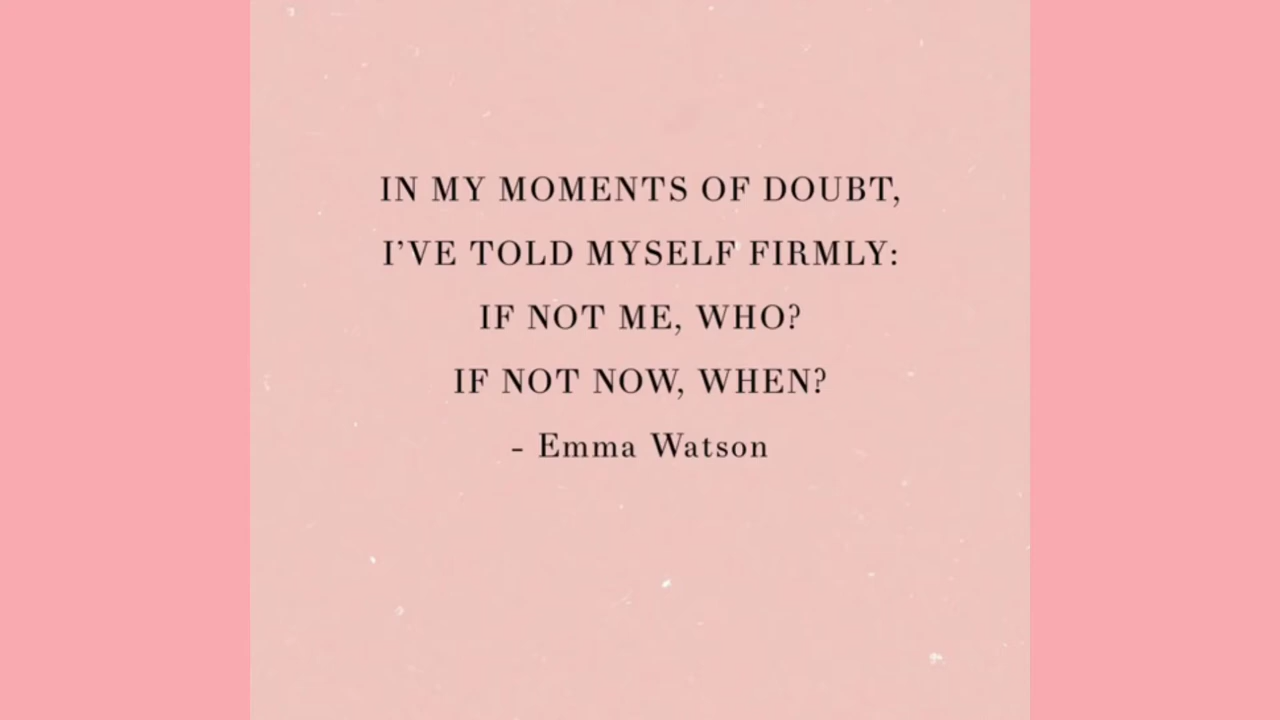 IN MY MOMENTS OF DOUBT,
I’VE TOLD MYSELF FIRMLY:
IF NOT ME, WHO?
IF NOT NOW, WHEN?
– Emma Watson